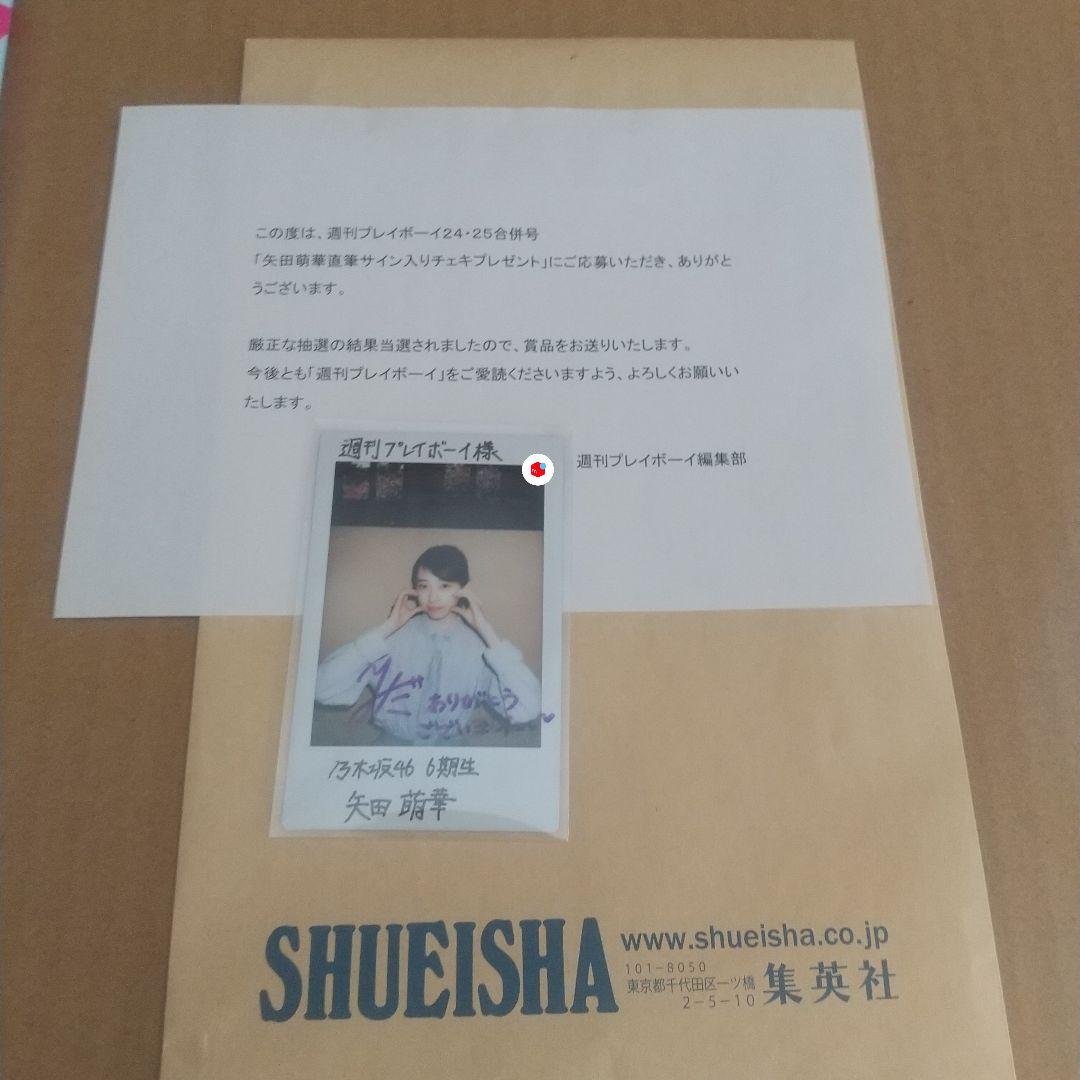 この度は、週刊プレイボーイ24・25合併号
「矢田萌華直筆サイン入りチェキプレゼント」にご応募いただき、ありがと
うございます。
厳正な抽選の結果当選されましたので、賞品をお送りいたします。
今後とも「週刊プレイボーイ」をご愛読くださいますよう、よろしくお願いい
たします。
週刊プレイボーイ編集部
週刊プレイボーイ様
ありがとう
ござい
乃木坂46 6期生
矢田 萌華
SHUEISHA
www.shueisha.co.jp
101-8050
東京都千代田区一ツ橋
2-5-10
集英社